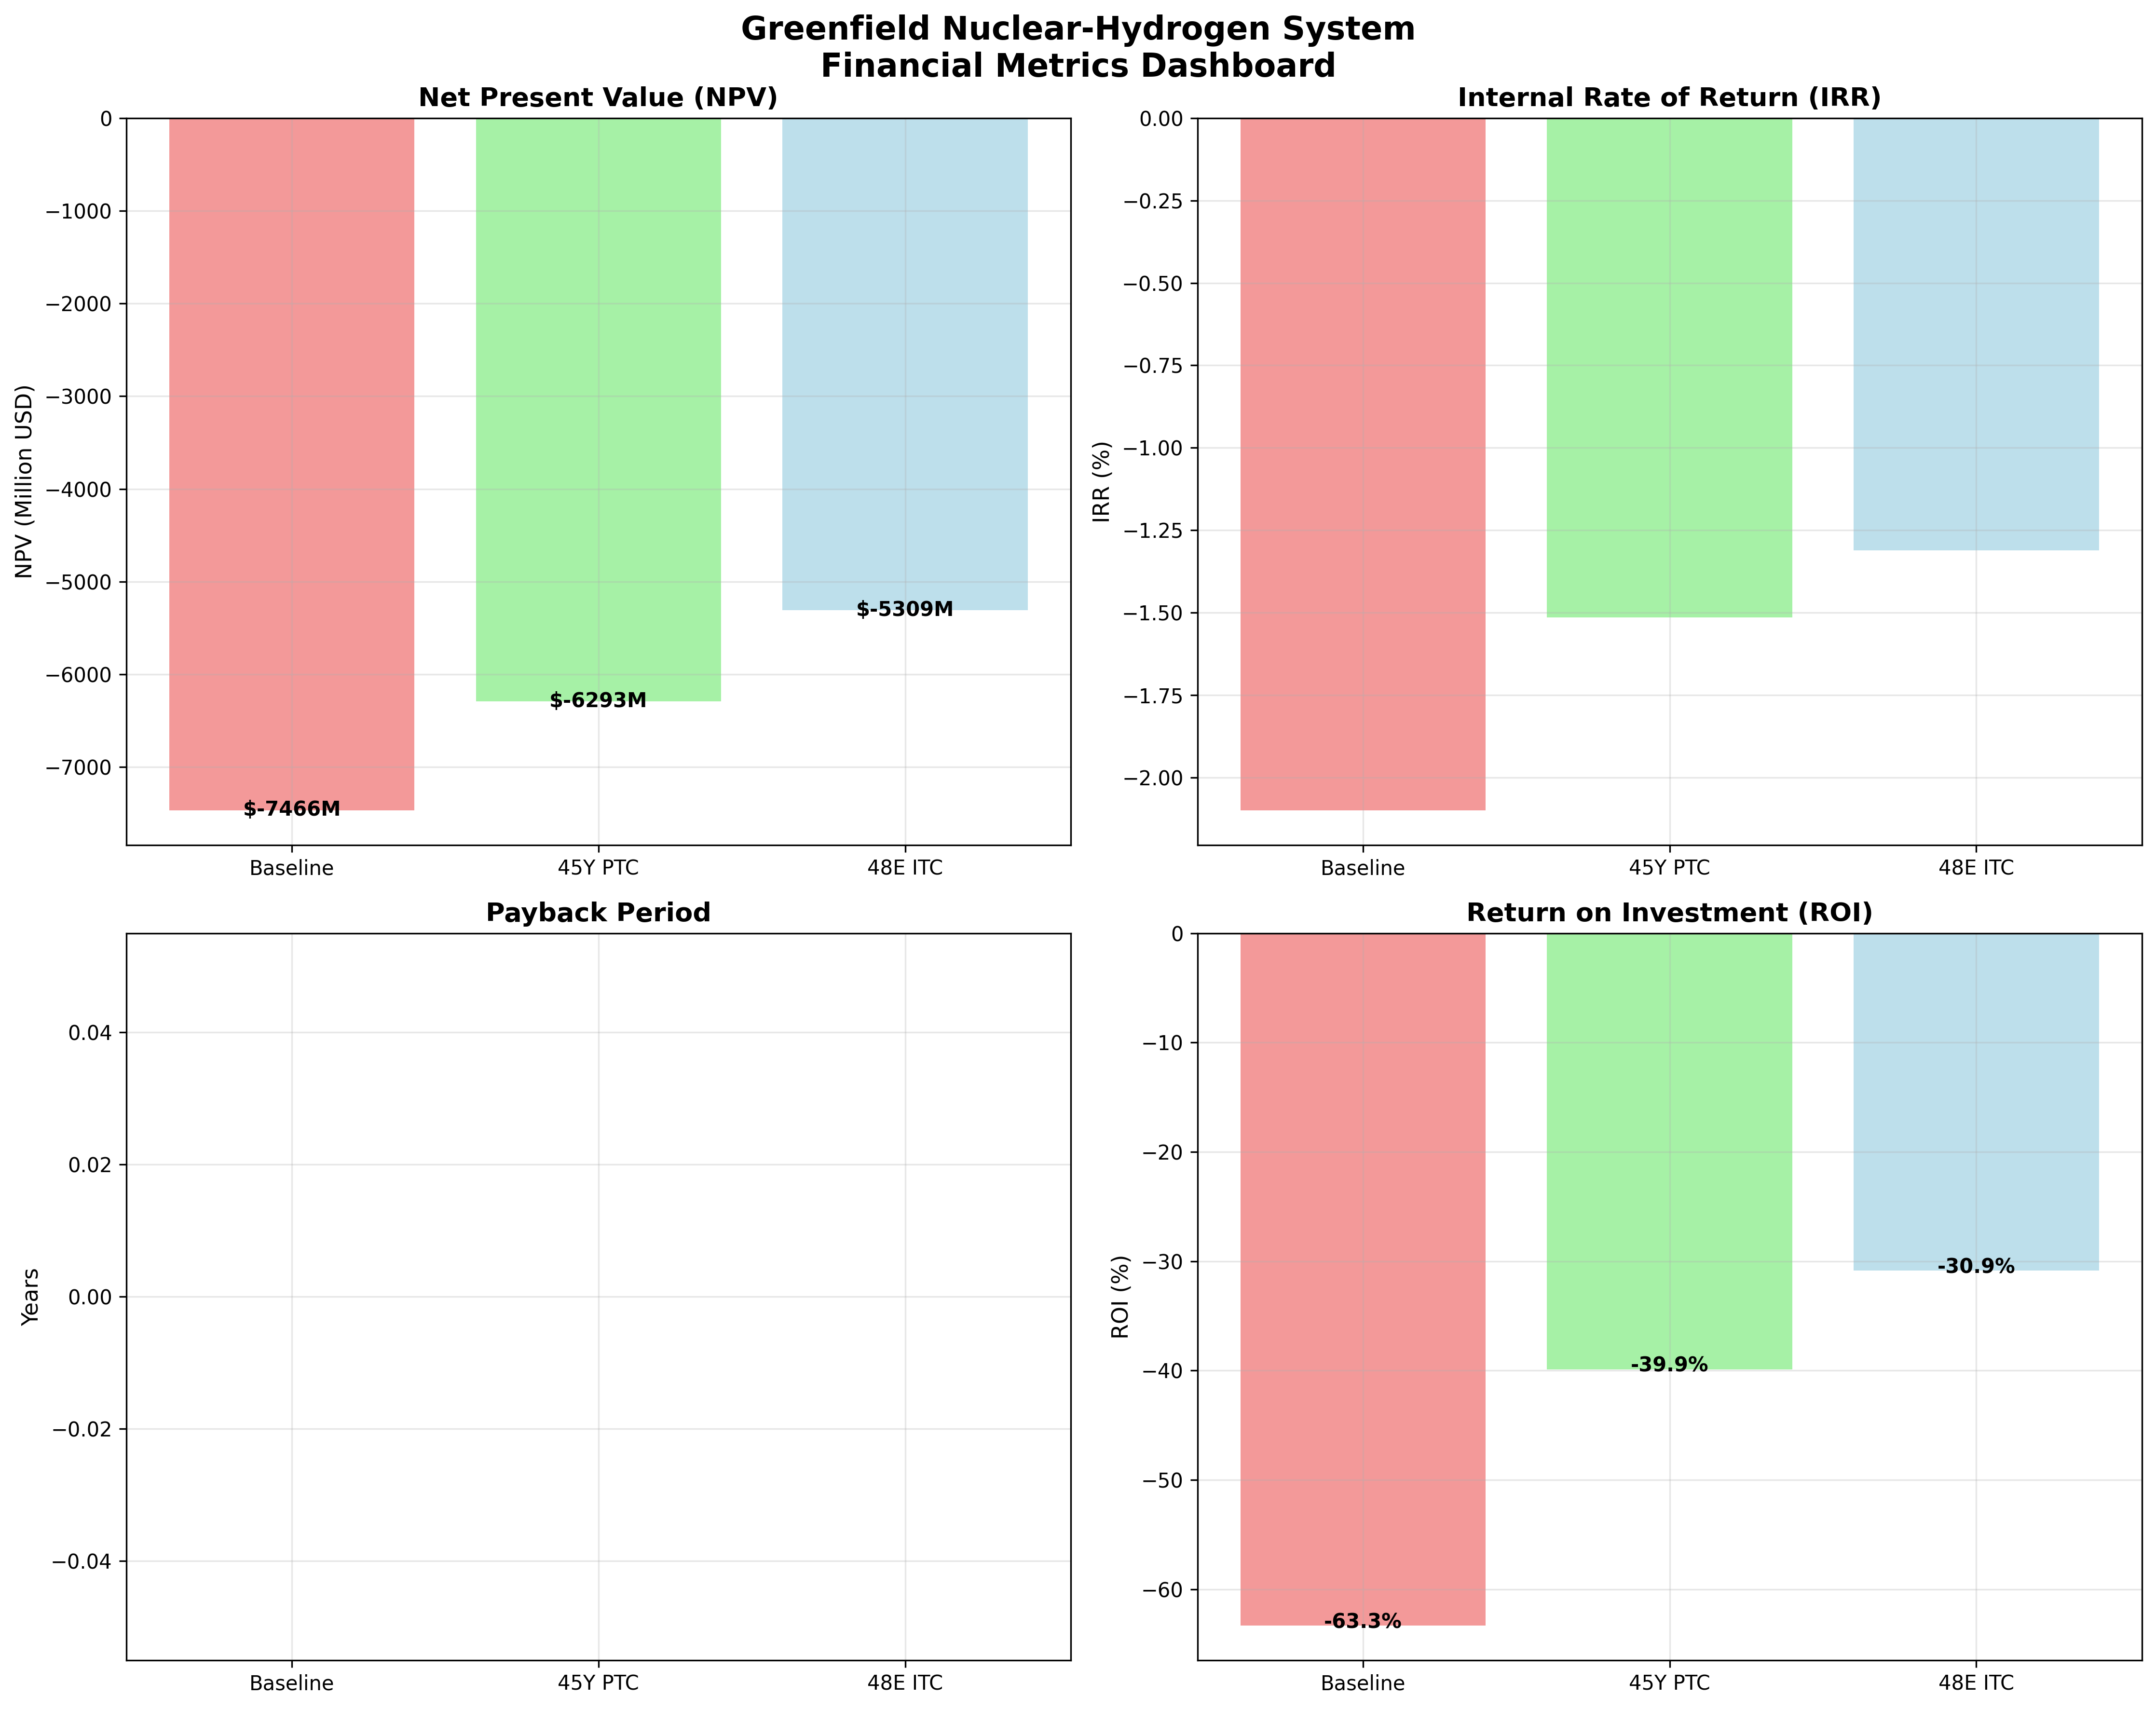 Greenfield Nuclear-Hydrogen System
Financial Metrics Dashboard
Net Present Value (NPV)
NPV (Million USD)
0
−1000
−2000
−3000
−4000
−5000
−6000
−7000
$-7466M
$-6293M
$-5309M
Baseline
45Y PTC
48E ITC
Internal Rate of Return (IRR)
IRR (%)
0.00
−0.25
−0.50
−0.75
−1.00
−1.25
−1.50
−1.75
−2.00
Baseline
45Y PTC
48E ITC
Payback Period
Years
0.04
0.02
0.00
−0.02
−0.04
Baseline
45Y PTC
48E ITC
Return on Investment (ROI)
ROI (%)
0
−10
−20
−30
−40
−50
−60
-63.3%
-39.9%
-30.9%
Baseline
45Y PTC
48E ITC